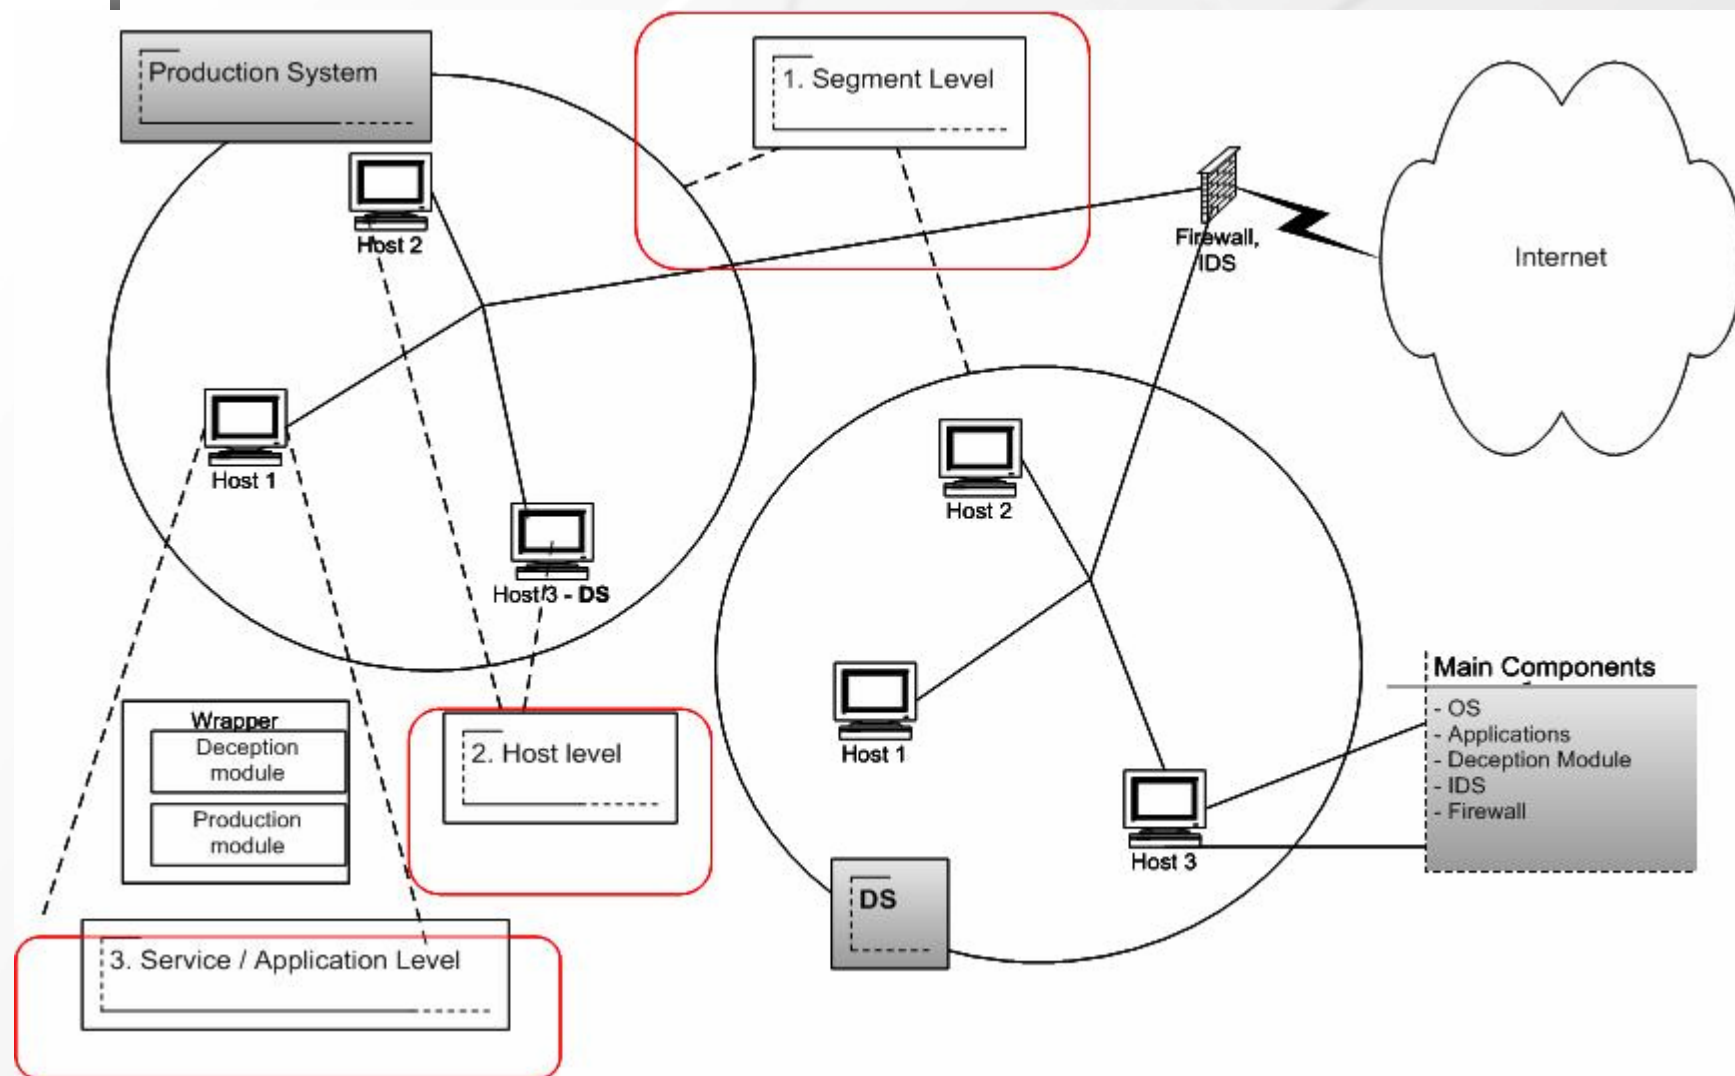 Production System
1. Segment Level
Host 2
Firewall,
IDS
Internet
Host 1
Host 3 - DS
Host 2
Host 1
Host 3
Main Components
- OS
- Applications
- Deception Module
- IDS
- Firewall
Wrapper
Deception
module
Production
module
2. Host level
DS
3. Service / Application Level